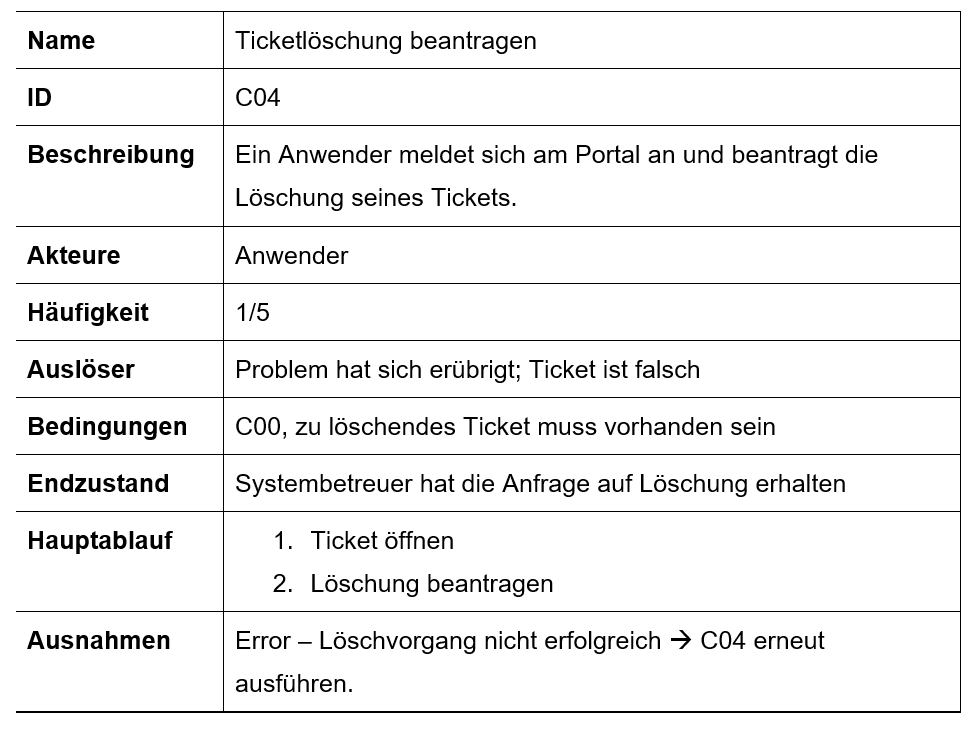 Name Ticketlöschung beantragen
ID C04
Beschreibung Ein Anwender meldet sich am Portal an und beantragt die
Löschung seines Tickets.
Akteure Anwender
Häufigkeit 1/5
Auslöser Problem hat sich erübrigt; Ticket ist falsch
Bedingungen C00, zu löschendes Ticket muss vorhanden sein
Endzustand Systembetreuer hat die Anfrage auf Löschung erhalten
Hauptablauf 1. Ticket öffnen
2. Löschung beantragen
Ausnahmen Error – Löschvorgang nicht erfolgreich → C04 erneut
ausführen.